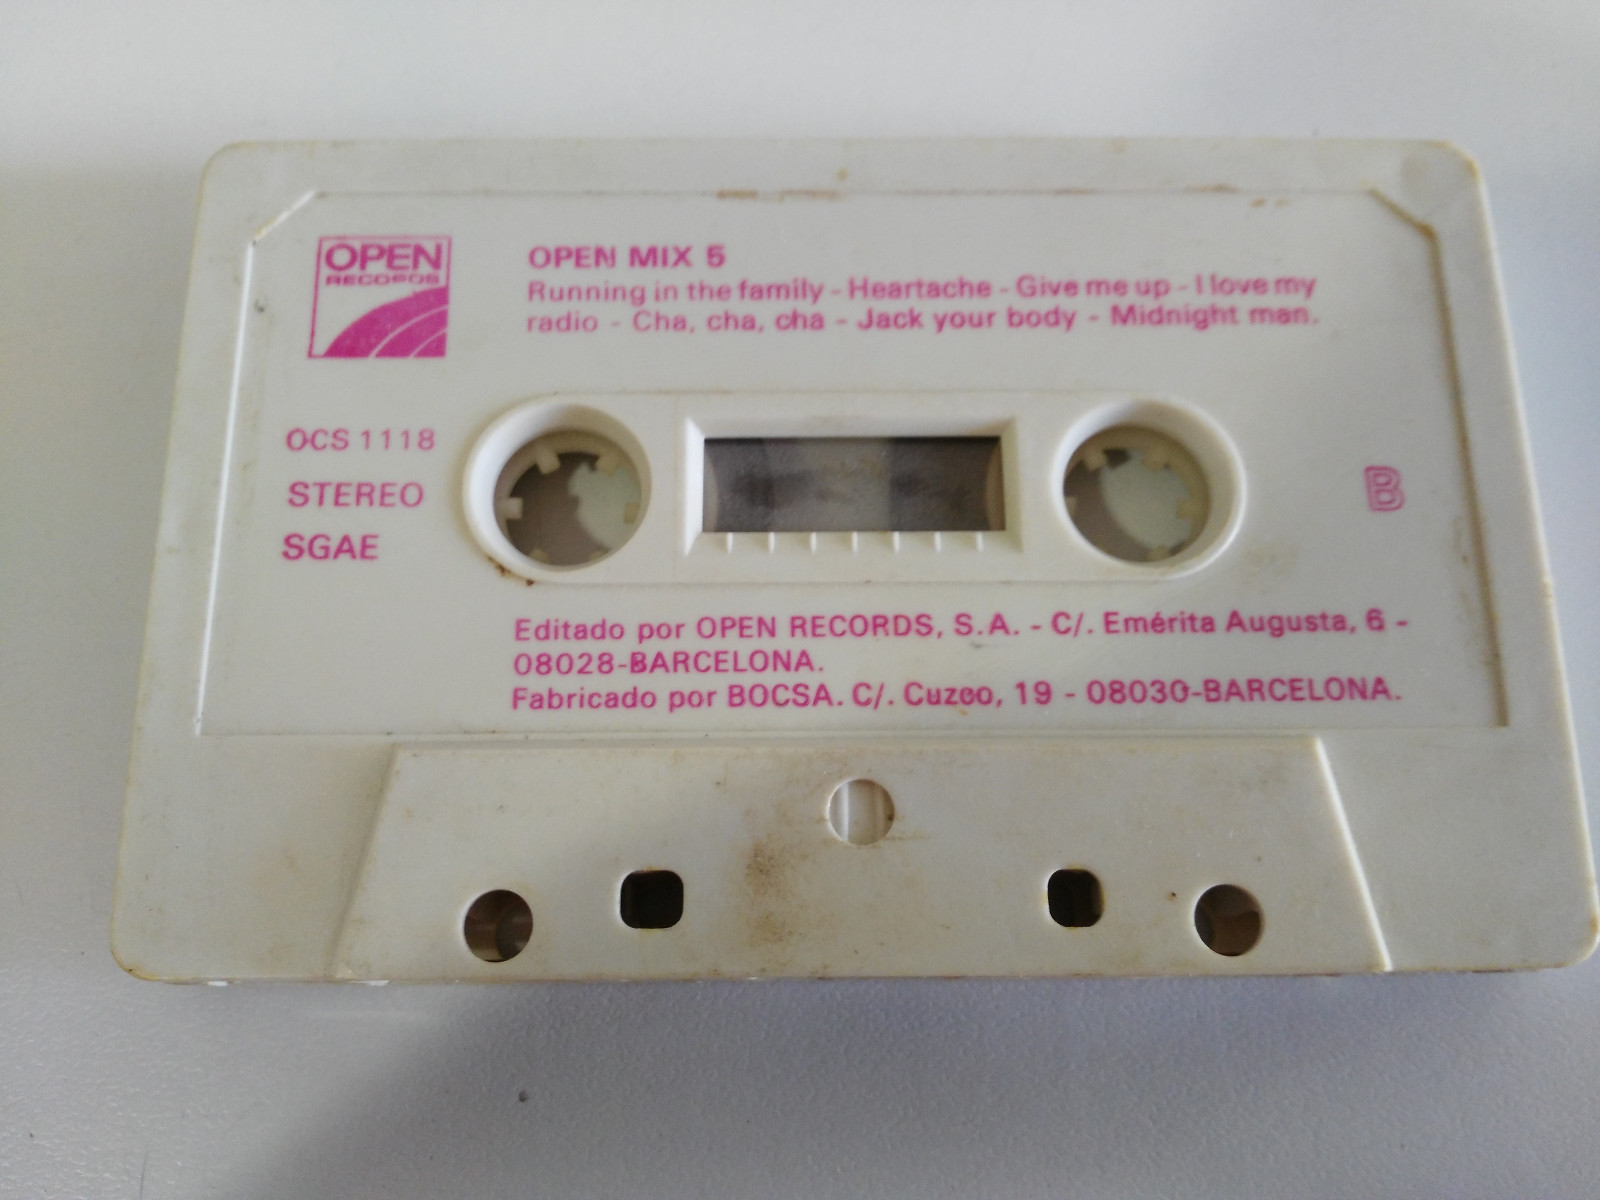 OPEN
RECORDS
OPEN MIX 5
Running in the family - Heartache - Give me up - I love my
radio - Cha, cha, cha - Jack your body - Midnight man.
OCS 1118
STEREO
SGAE
B
Editado por OPEN RECORDS, S.A. - C/. Emérita Augusta, 6 -
08028-BARCELONA.
Fabricado por BOCSA. C/. Cuzco, 19 - 08030-BARCELONA.